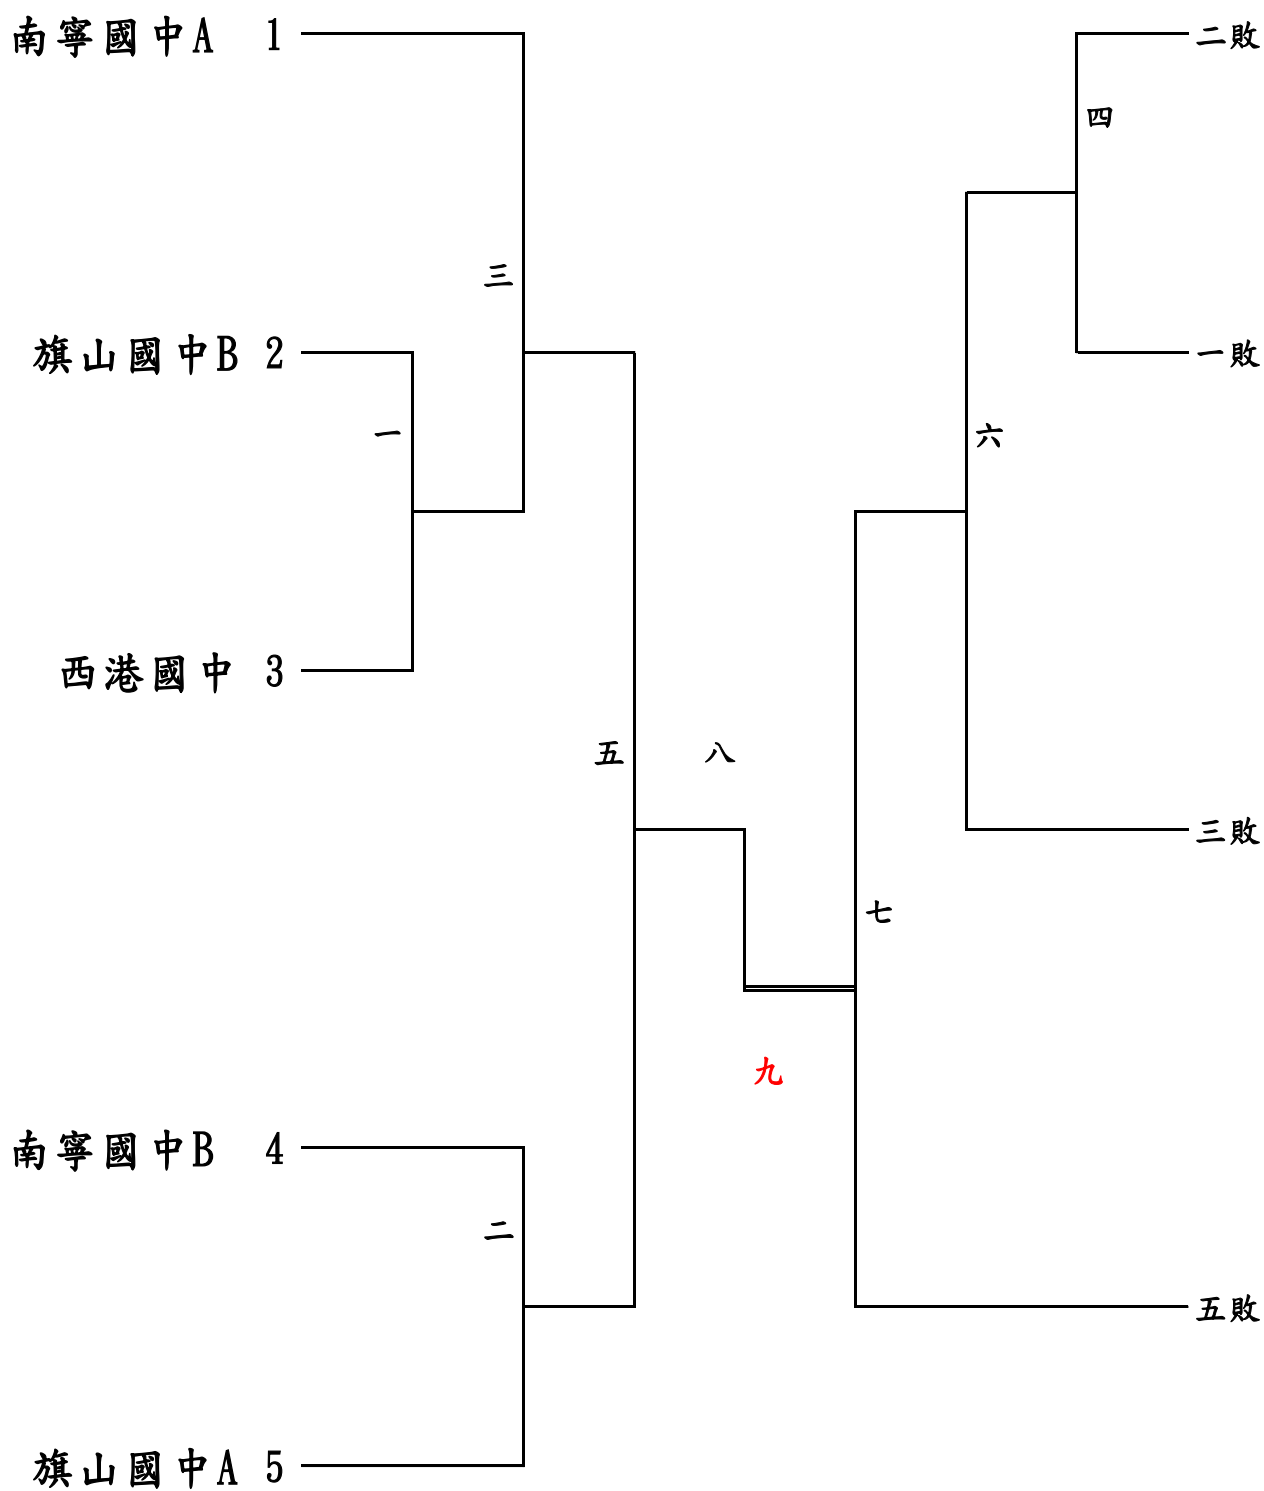 南寧國中A 1
二敗
四
三
旗山國中B 2
一敗
一
六
西港國中 3
五
八
三敗
七
九
南寧國中B 4
二
五敗
旗山國中A 5